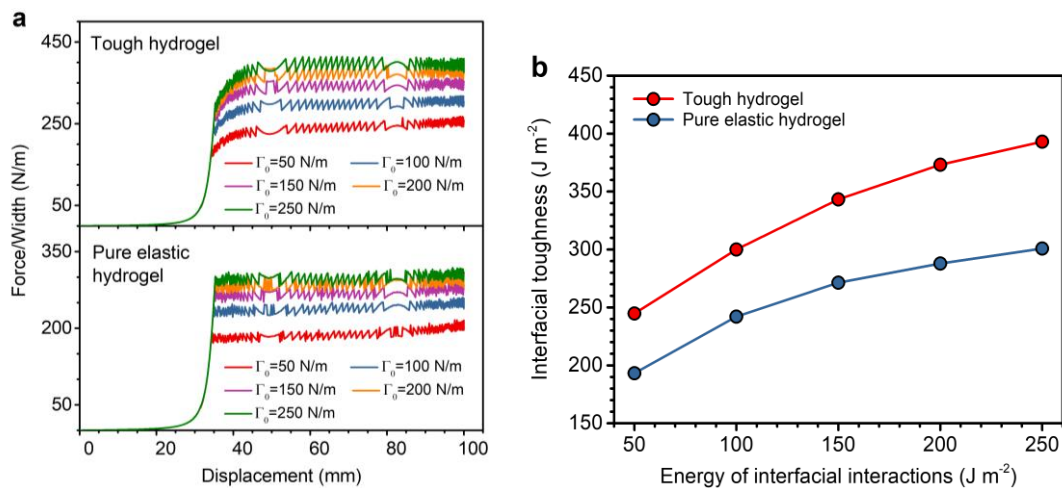 a
Tough hydrogel
450
250
50
Γ₀=50 N/m Γ₀=100 N/m
Γ₀=150 N/m Γ₀=200 N/m
Γ₀=250 N/m
Pure elastic
hydrogel
350
200
50
Γ₀=50 N/m Γ₀=100 N/m
Γ₀=150 N/m Γ₀=200 N/m
Γ₀=250 N/m
0 20 40 60 80 100
Displacement (mm)
Force/Width (N/m)
b
Tough hydrogel
Pure elastic hydrogel
450
400
350
300
250
200
150
50 100 150 200 250
Energy of interfacial interactions (J m⁻²)
Interfacial toughness (J m⁻²)